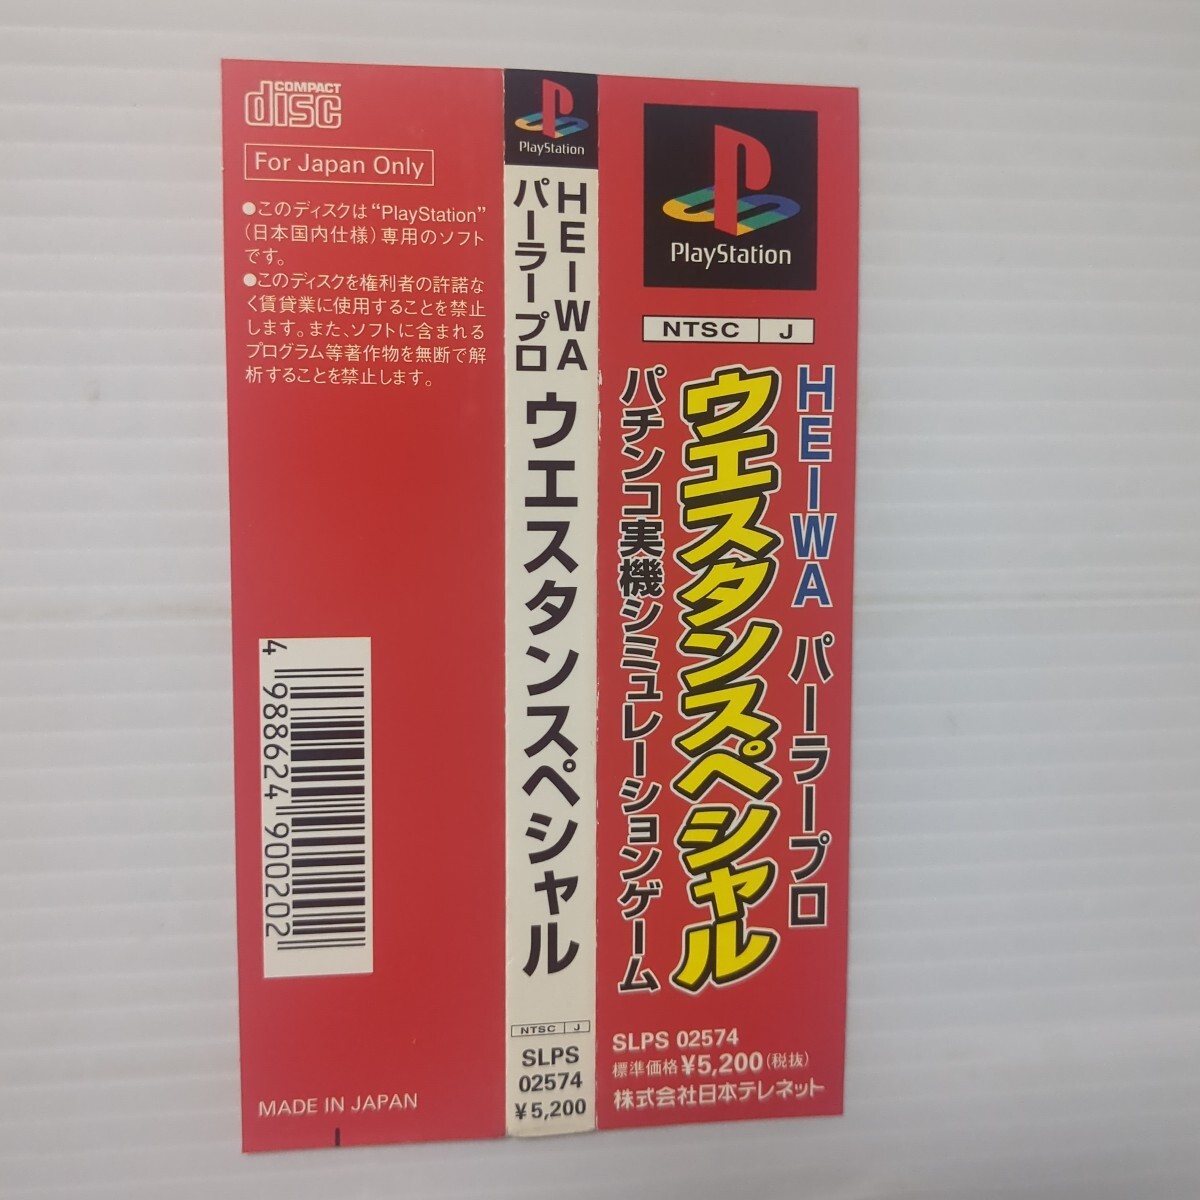 COMPACT
disc
For Japan Only
●このディスクは“PlayStation”
(日本国内仕様)専用のソフト
です。
●このディスクを権利者の許諾な
く賃貸業に使用することを禁止
します。また、ソフトに含まれる
プログラム等著作物を無断で解
析することを禁止します。
4 988624 900202
MADE IN JAPAN
PlayStation
HEIWA
パーラープロ
ウエスタンスペシャル
NTSC J
SLPS
02574
¥5,200
PlayStation
NTSC J
HEIWA パーラープロ
ウエスタンスペシャル
パチンコ実機シミュレーションゲーム
SLPS 02574
標準価格¥5,200(税抜)
株式会社日本テレネット